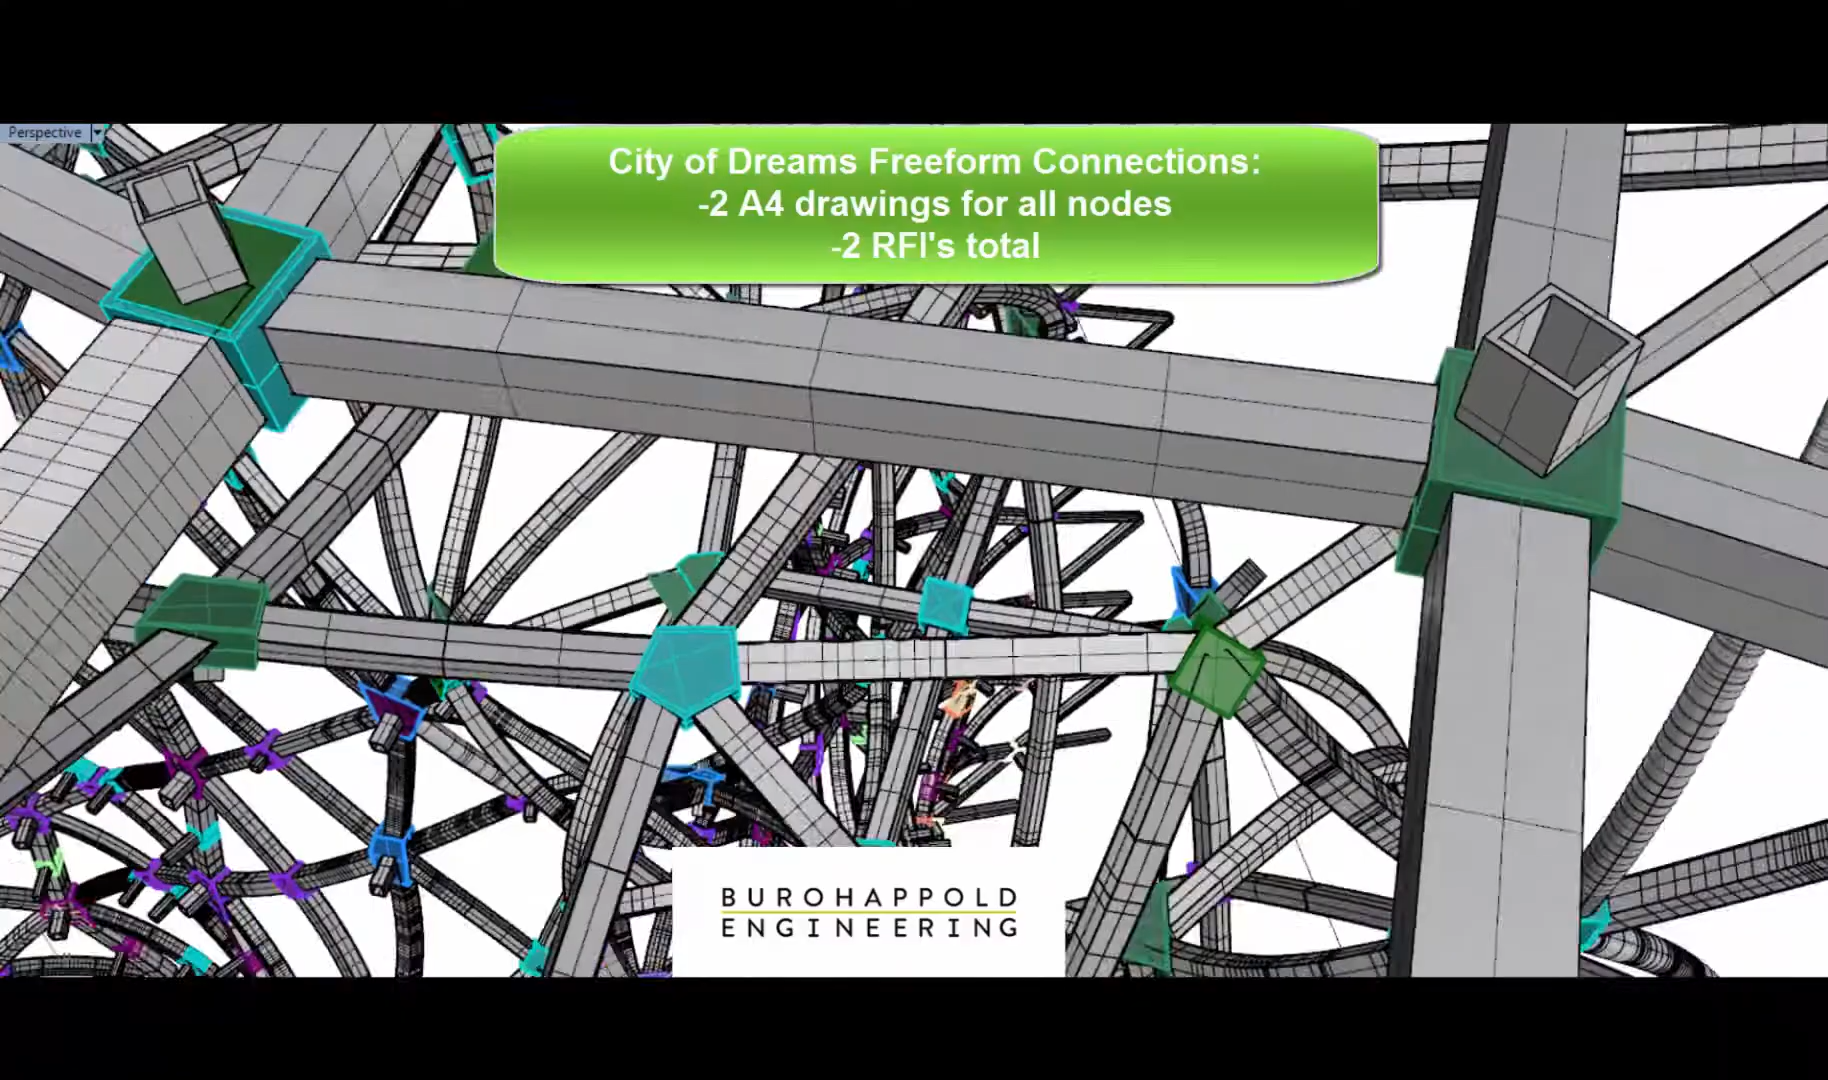 Perspective
City of Dreams Freeform Connections:
-2 A4 drawings for all nodes
-2 RFI's total
BUROHAPPOLD
ENGINEERING